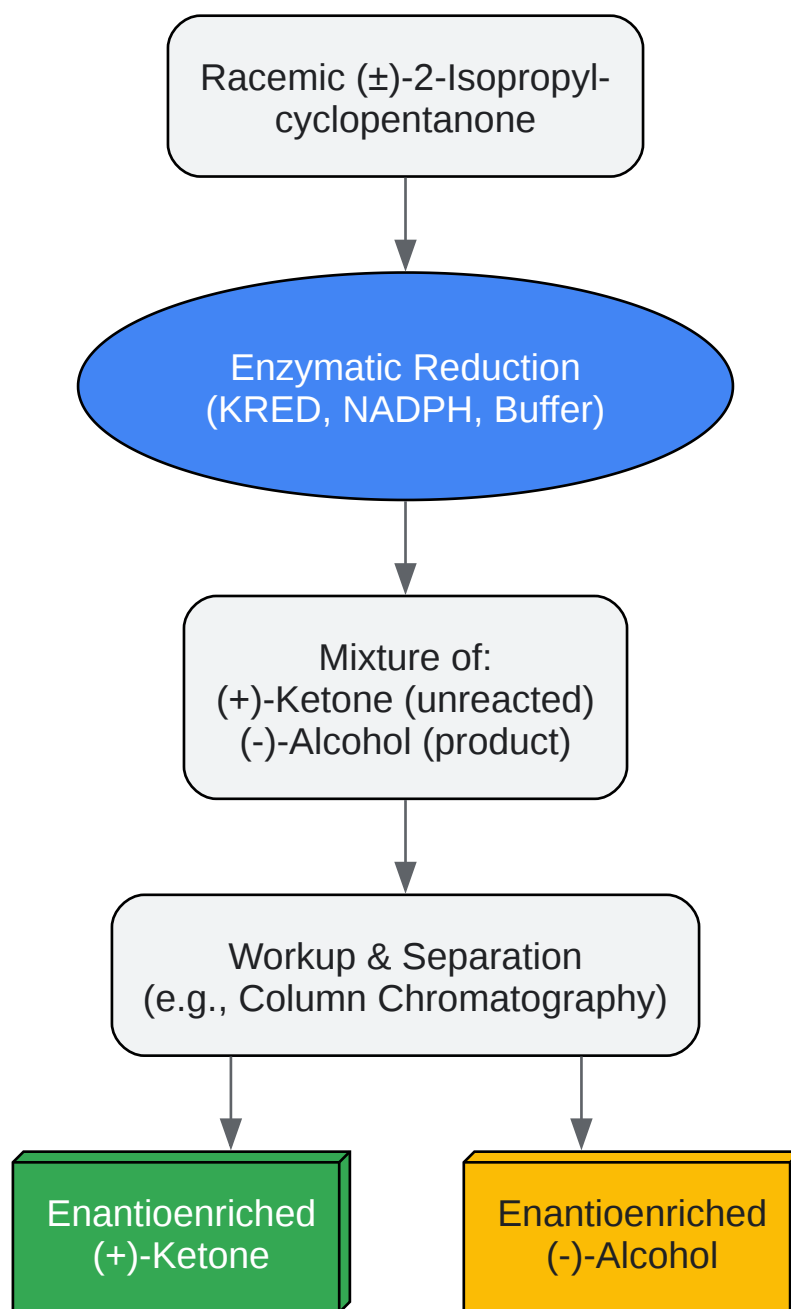 Racemic (±)-2-Isopropyl-
cyclopentanone
Enzymatic Reduction
(KRED, NADPH, Buffer)
Mixture of:
(+)-Ketone (unreacted)
(-)-Alcohol (product)
Workup & Separation
(e.g., Column Chromatography)
Enantioenriched
(+)-Ketone
Enantioenriched
(-)-Alcohol